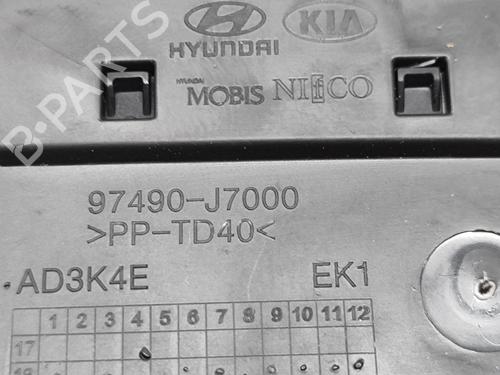 HYUNDAI KIA
HYUNDAI
MOBIS NIFCO
B-PARTS
97490-J7000
>PP-TD40<
AD3K4E EK1
1 2 3 4 5 6 7 8 9 10 11 12
17
18